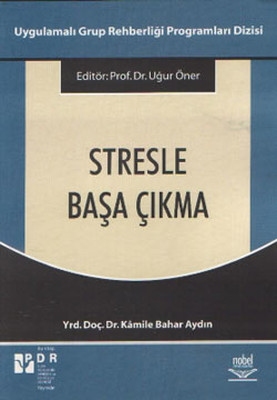 Uygulamalı Grup Rehberliği Programları Dizisi
Editör: Prof. Dr. Uğur Öner
STRESLE
BAŞA ÇIKMA
Yrd. Doç. Dr. Kâmile Bahar Aydın
PDR
nobel